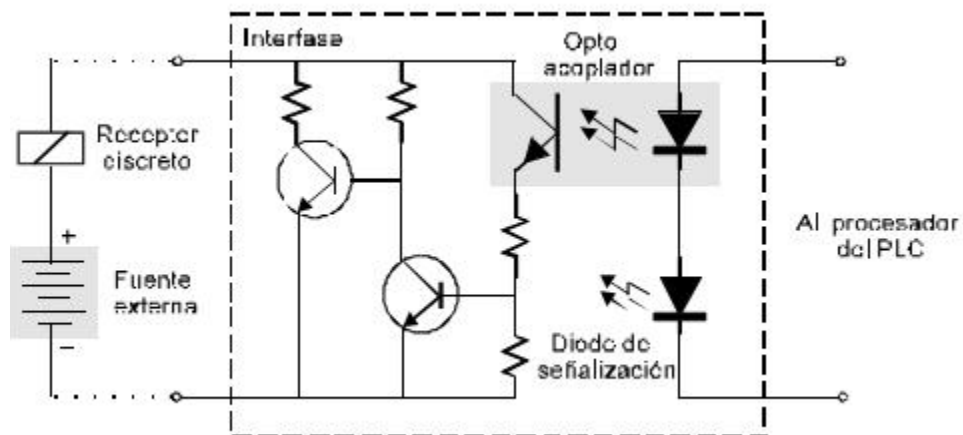 Interfase
Opto
acoplador
Receptor
discreto
+
Fuente
externa
−
Al procesador
del PLC
Diodo de
señalización